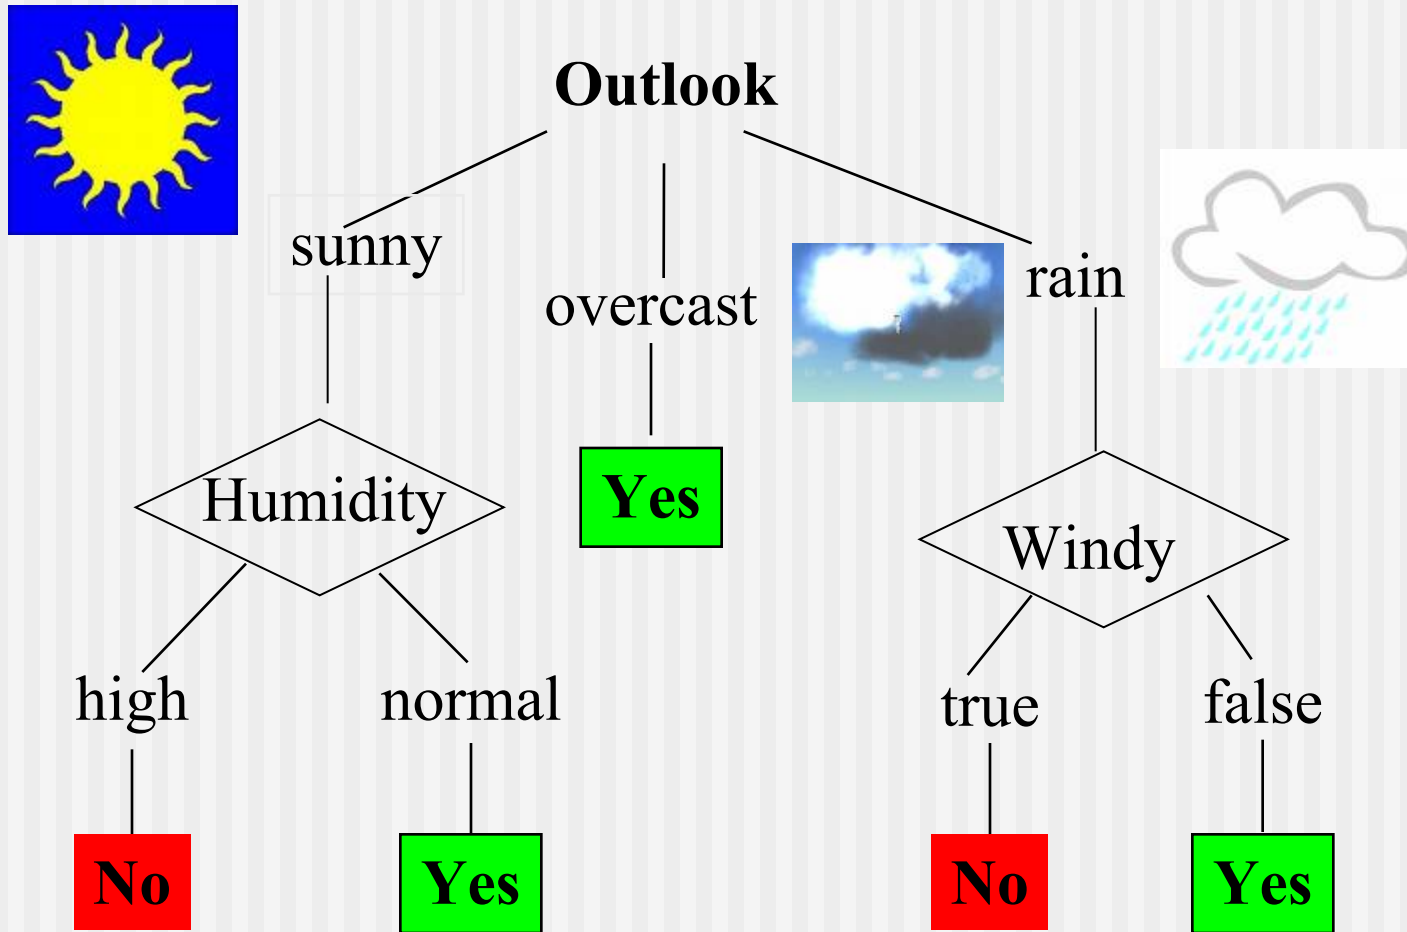 Outlook
sunny
overcast
rain
Humidity
Yes
Windy
high
normal
true
false
No
Yes
No
Yes